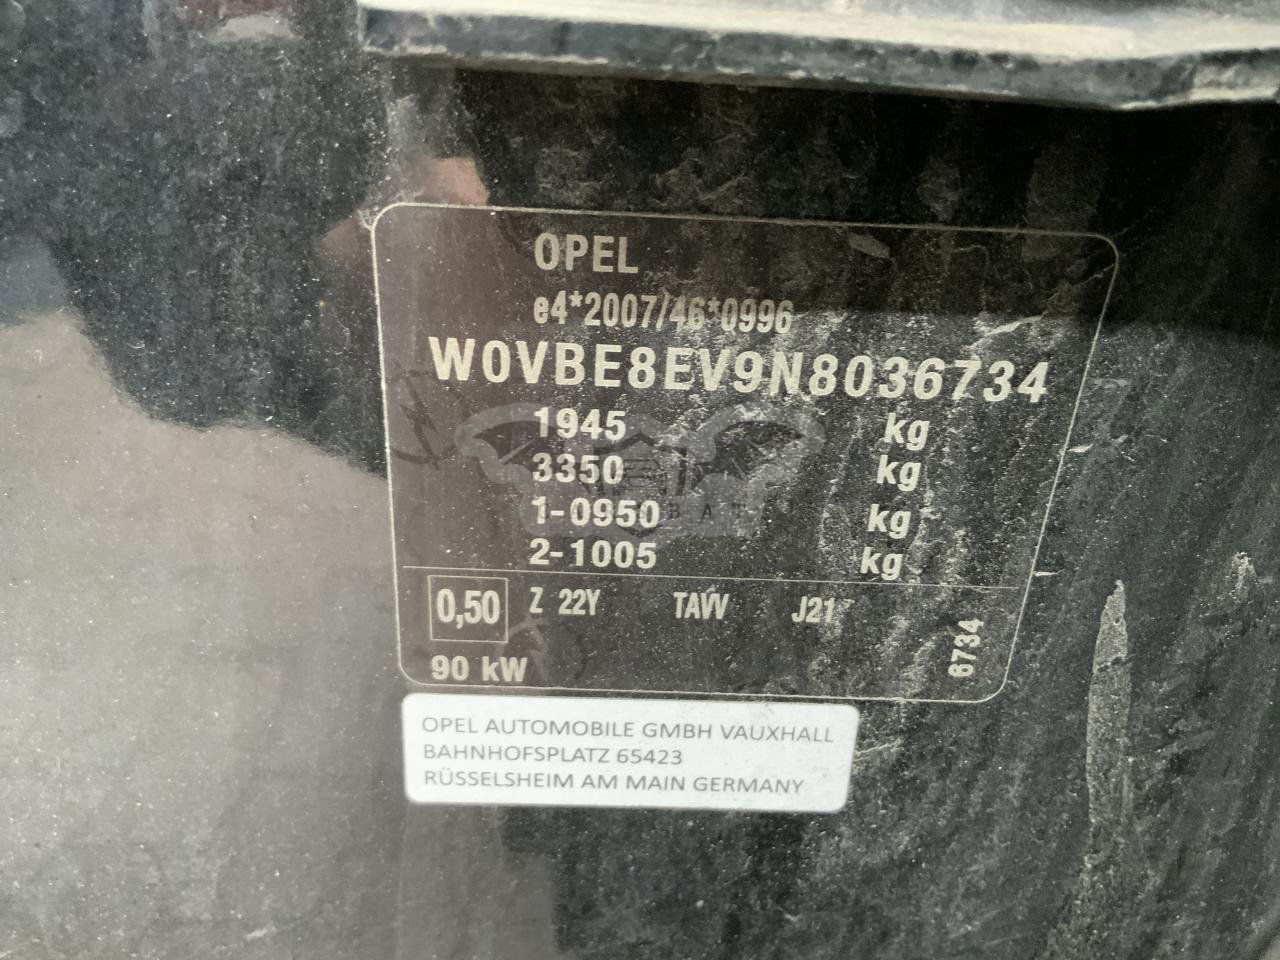 OPEL
e4*2007/46*0996
W0VBE8EV9N8036734
1945 kg
3350 kg
1-0950 kg
2-1005 kg
0,50 Z 22Y TAVV J21
90 kW
6734
OPEL AUTOMOBILE GMBH VAUXHALL
BAHNHOFSPLATZ 65423
RÜSSELSHEIM AM MAIN GERMANY